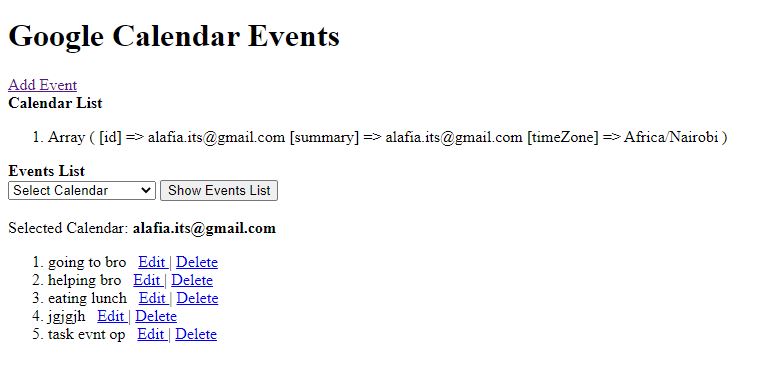 Google Calendar Events
Add Event
Calendar List
1. Array ( [id] => alafia.its@gmail.com [summary] => alafia.its@gmail.com [timeZone] => Africa/Nairobi )
Events List
Select Calendar Show Events List
Selected Calendar: alafia.its@gmail.com
1. going to bro Edit | Delete
2. helping bro Edit | Delete
3. eating lunch Edit | Delete
4. jgjgjh Edit | Delete
5. task evnt op Edit | Delete